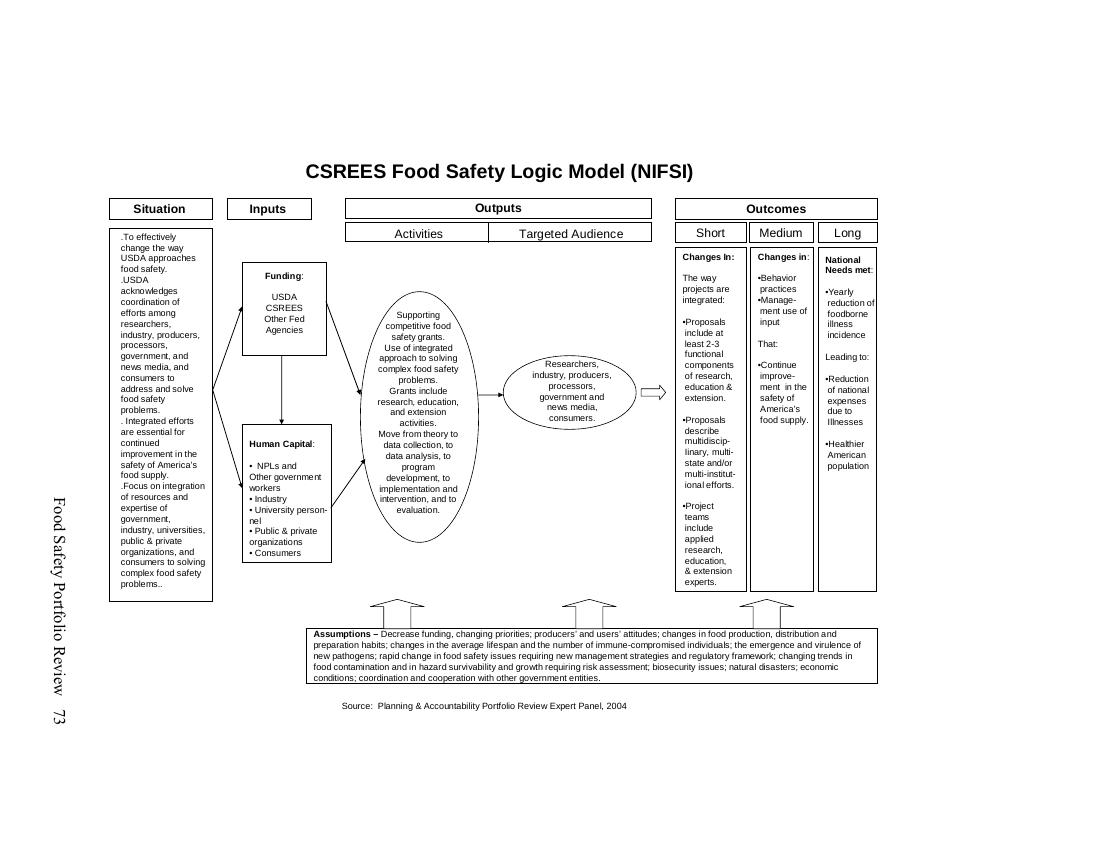 CSREES Food Safety Logic Model (NIFSI)
Situation
.To effectively
change the way
USDA approaches
food safety.
.USDA
acknowledges
coordination of
efforts among
researchers,
industry, producers,
processors,
government, and
news media, and
consumers to
address and solve
food safety
problems.
. Integrated efforts
are essential for
continued
improvement in the
safety of America's
food supply.
.Focus on integration
of resources and
expertise of
government,
industry, universities,
public & private
organizations, and
consumers to solving
complex food safety
problems..
Inputs
Funding:
USDA
CSREES
Other Fed
Agencies
Human Capital:
• NPLs and
Other government
workers
• Industry
• University person-
nel
• Public & private
organizations
• Consumers
Outputs
Activities
Targeted Audience
Supporting
competitive food
safety grants.
Use of integrated
approach to solving
complex food safety
problems.
Grants include
research, education,
and extension
activities.
Move from theory to
data collection, to
data analysis, to
program
development, to
implementation and
intervention, and to
evaluation.
Researchers,
industry, producers,
processors,
government and
news media,
consumers.
Outcomes
Short
Medium
Long
Changes In:
The way
projects are
integrated:
•Proposals
include at
least 2-3
functional
components
of research,
education &
extension.
•Proposals
describe
multidiscip-
linary, multi-
state and/or
multi-institut-
ional efforts.
•Project
teams
include
applied
research,
education,
& extension
experts.
Changes in:
•Behavior
practices
•Manage-
ment use of
input
That:
•Continue
improve-
ment in the
safety of
America's
food supply.
National
Needs met:
•Yearly
reduction of
foodborne
illness
incidence
Leading to:
•Reduction
of national
expenses
due to
Illnesses
•Healthier
American
population
Assumptions – Decrease funding, changing priorities; producers' and users' attitudes; changes in food production, distribution and
preparation habits; changes in the average lifespan and the number of immune-compromised individuals; the emergence and virulence of
new pathogens; rapid change in food safety issues requiring new management strategies and regulatory framework; changing trends in
food contamination and in hazard survivability and growth requiring risk assessment; biosecurity issues; natural disasters; economic
conditions; coordination and cooperation with other government entities.
Source: Planning & Accountability Portfolio Review Expert Panel, 2004
Food Safety Portfolio Review 73